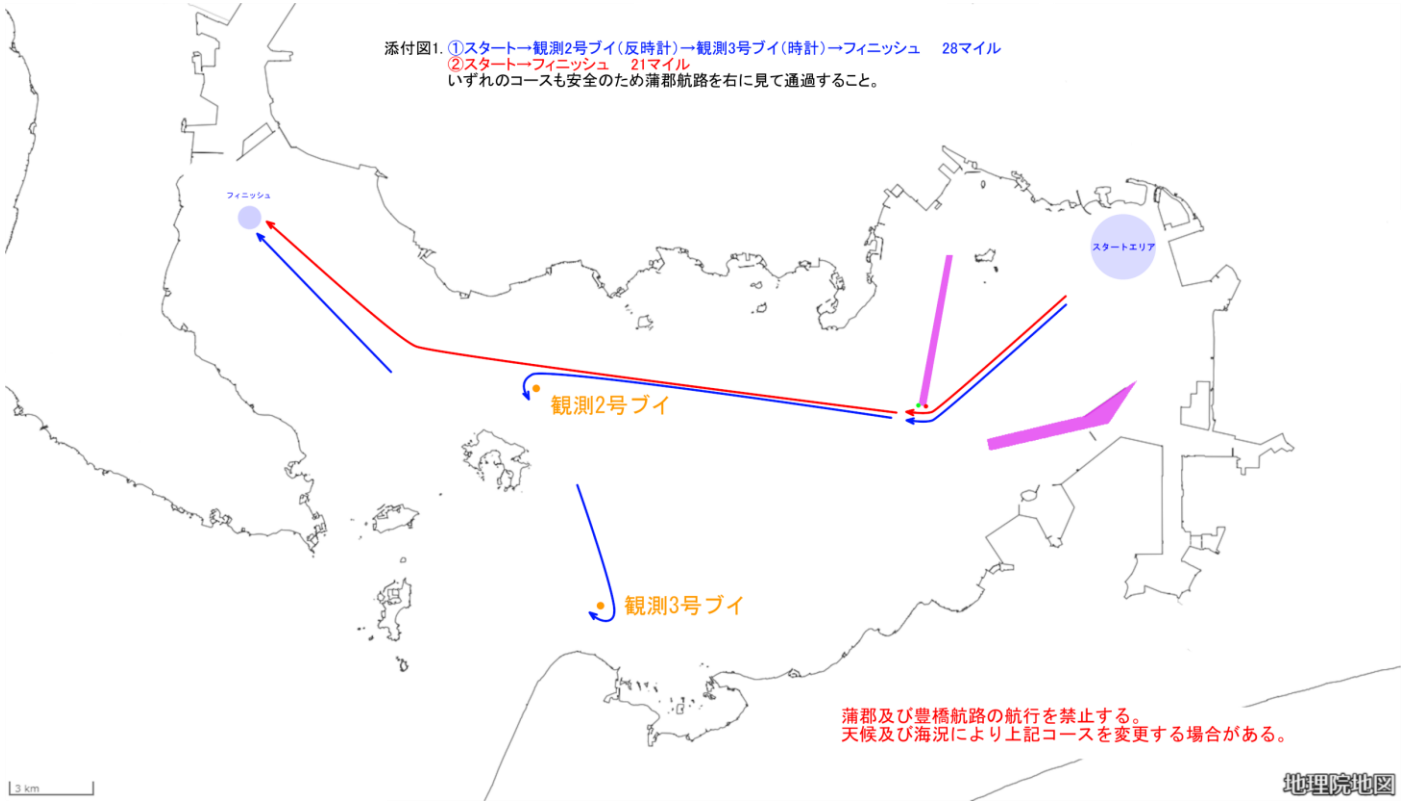 添付図1. ①スタート→観測2号ブイ(反時計)→観測3号ブイ(時計)→フィニッシュ 28マイル
②スタート→フィニッシュ 21マイル
いずれのコースも安全のため蒲郡航路を右に見て通過すること。
フィニッシュ
スタートエリア
観測2号ブイ
観測3号ブイ
蒲郡及び豊橋航路の航行を禁止する。
天候及び海況により上記コースを変更する場合がある。
3 km
地理院地図